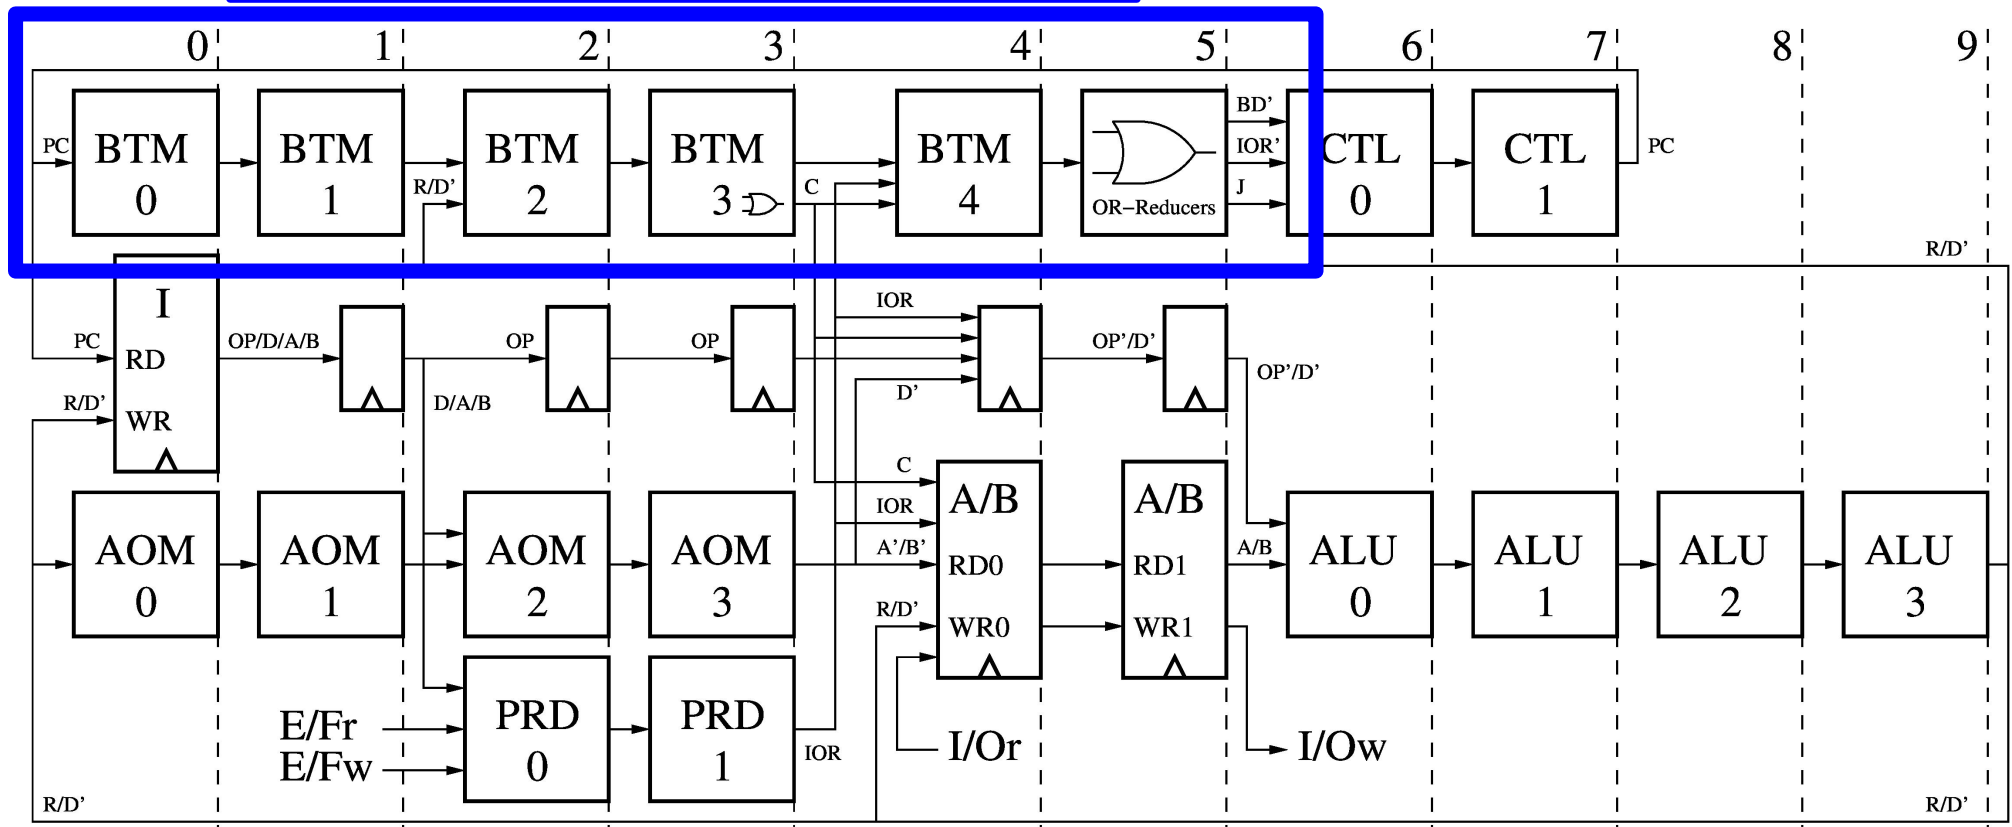 0 1 2 3 4 5 6 7 8 9
PC BTM 0
BTM 1
R/D' BTM 2
BTM 3
C
BTM 4
OR−Reducers
BD'
IOR'
J
CTL 0
CTL 1
PC
R/D'
I
PC RD
R/D' WR
OP/D/A/B
D/A/B
OP
OP
IOR
D'
OP'/D'
OP'/D'
AOM 0
AOM 1
AOM 2
AOM 3
C
IOR
A'/B'
R/D'
A/B
RD0
WR0
A/B
RD1
WR1
A/B
ALU 0
ALU 1
ALU 2
ALU 3
E/Fr
E/Fw
PRD 0
PRD 1
IOR
I/Or
I/Ow
R/D'
R/D'